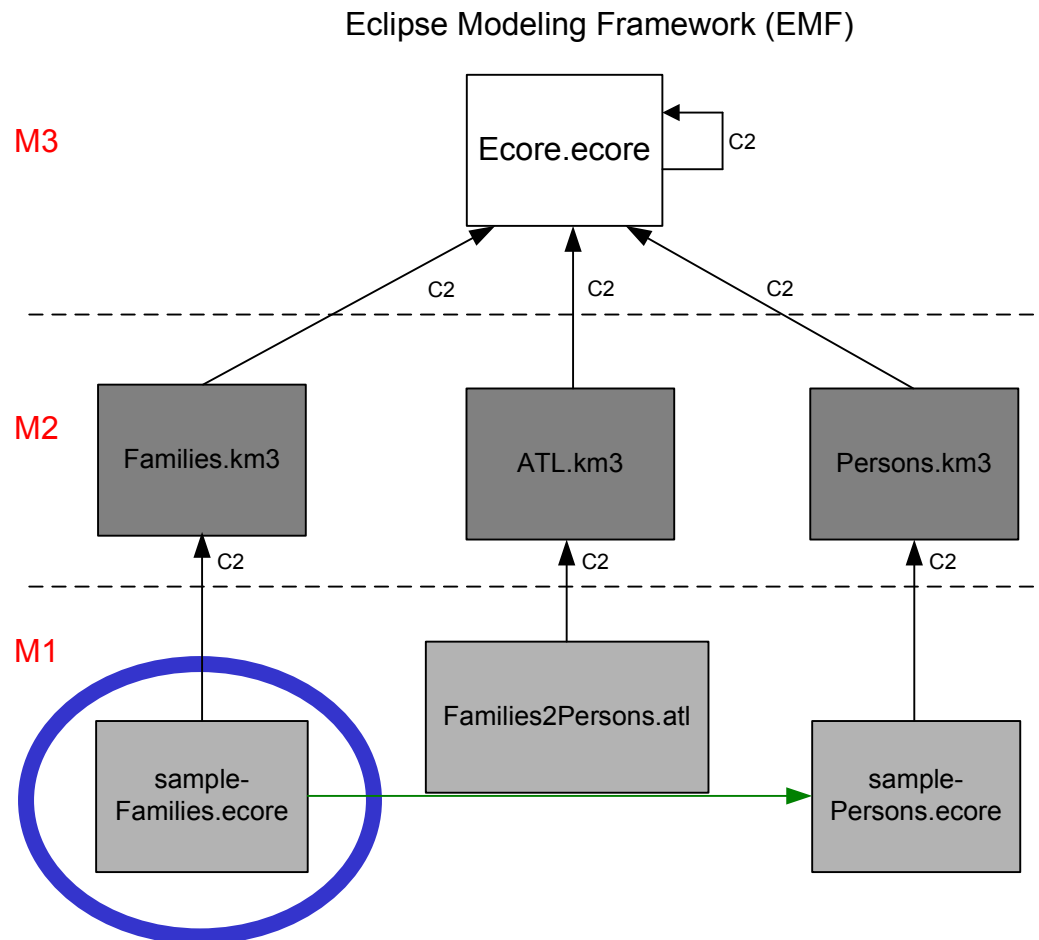 Eclipse Modeling Framework (EMF)
M3
Ecore.ecore
C2
C2
C2
C2
M2
Families.km3
ATL.km3
Persons.km3
C2
C2
C2
M1
Families2Persons.atl
sample-
Families.ecore
sample-
Persons.ecore